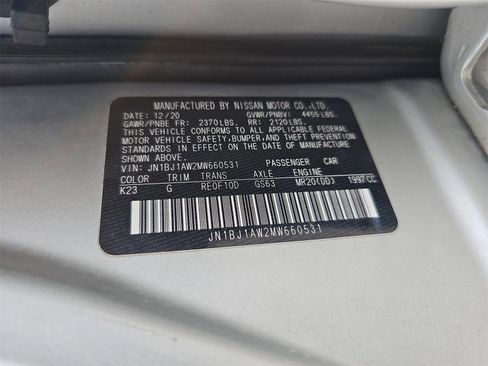 MANUFACTURED BY NISSAN MOTOR CO.,LTD.
DATE: 12/20 GVWR/PNBV: 4455 LBS.
GAWR/PNBE FR: 2370 LBS. RR: 2120 LBS.
THIS VEHICLE CONFORMS TO ALL APPLICABLE FEDERAL
MOTOR VEHICLE SAFETY, BUMPER, AND THEFT PREVENTION
STANDARDS IN EFFECT ON THE DATE OF MANUFACTURE
SHOWN ABOVE.
VIN: JN1BJ1AW2MW660531 PASSENGER CAR
COLOR TRIM TRANS AXLE ENGINE
K23 G RE0F10D GS63 MR20(DD) 1997 CC
JN1BJ1AW2MW660531